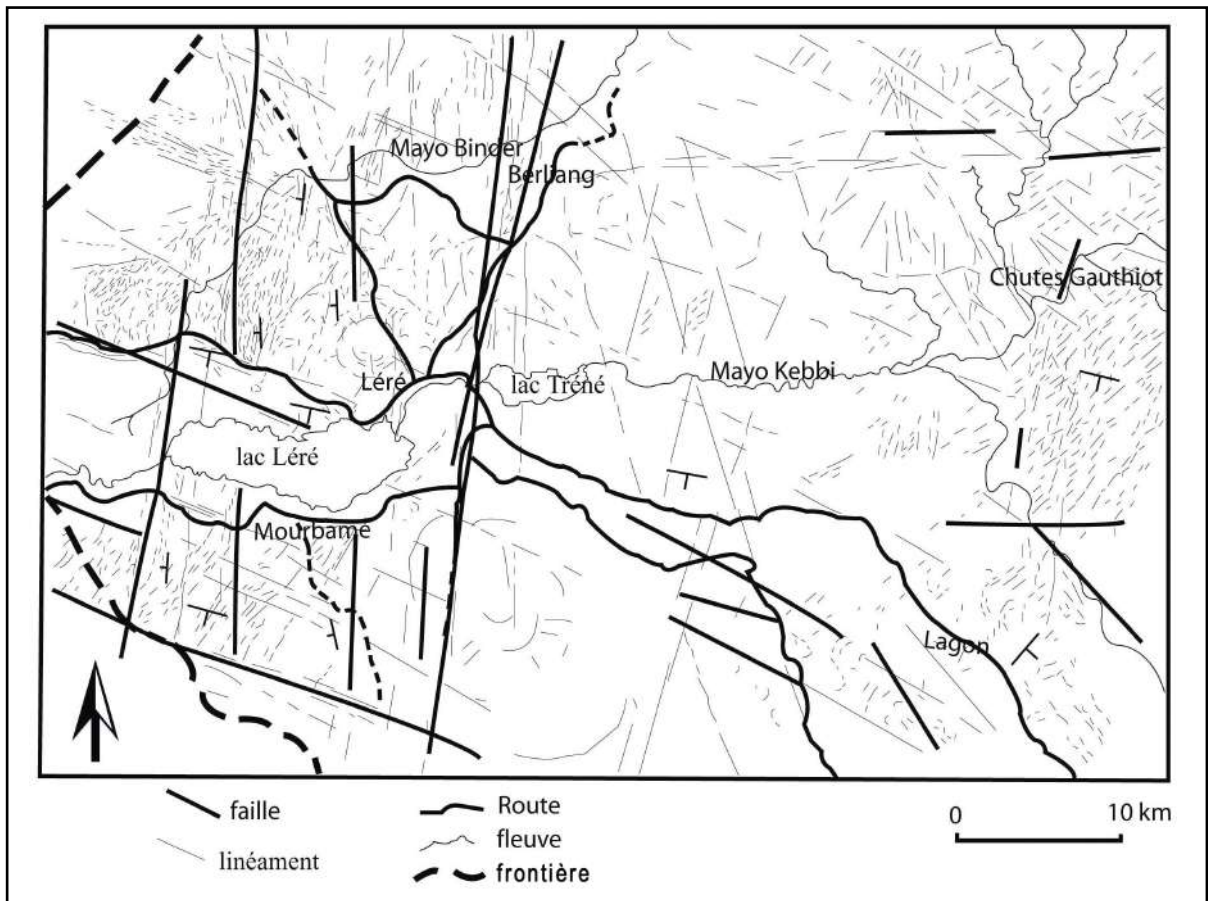 Mayo Binder
Berliang
Chutes Gauthiot
Léré
lac Tréné
Mayo Kebbi
lac Léré
Mourbame
Lagon
faille
linéament
Route
fleuve
frontière
0 10 km